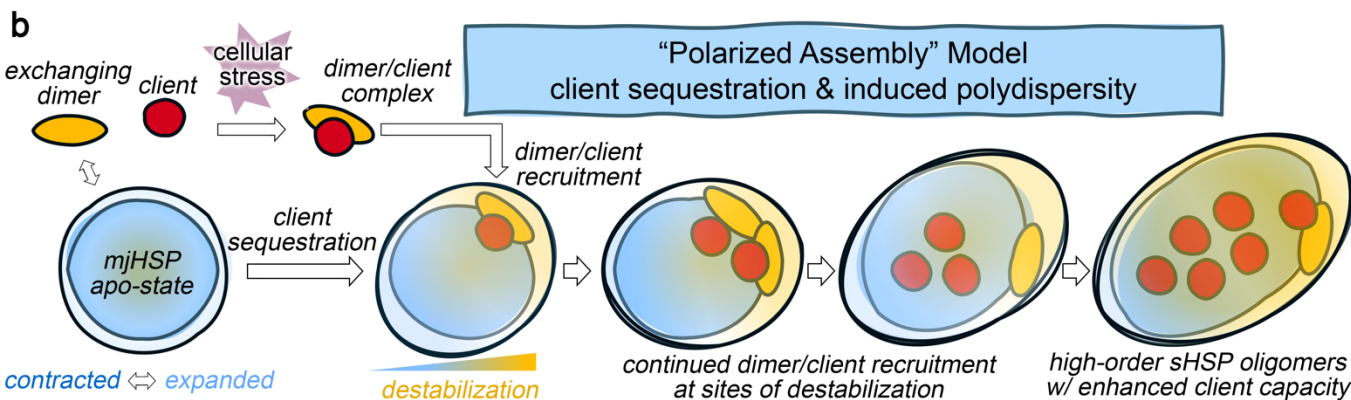 b
exchanging
dimer
client
cellular
stress
dimer/client
complex
“Polarized Assembly” Model
client sequestration & induced polydispersity
dimer/client
recruitment
client
sequestration
mjHSP
apo-state
contracted ⇔ expanded
destabilization
continued dimer/client recruitment
at sites of destabilization
high-order sHSP oligomers
w/ enhanced client capacity